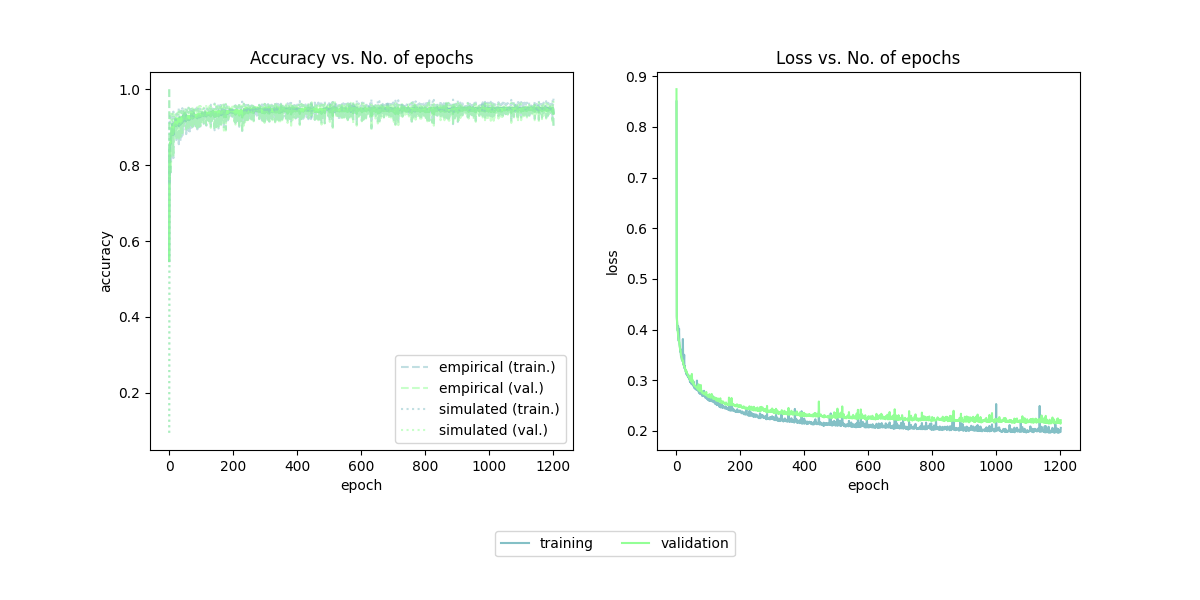 Accuracy vs. No. of epochs
accuracy
1.0
0.8
0.6
0.4
0.2
empirical (train.)
empirical (val.)
simulated (train.)
simulated (val.)
0 200 400 600 800 1000 1200
epoch
Loss vs. No. of epochs
loss
0.9
0.8
0.7
0.6
0.5
0.4
0.3
0.2
0 200 400 600 800 1000 1200
epoch
training validation